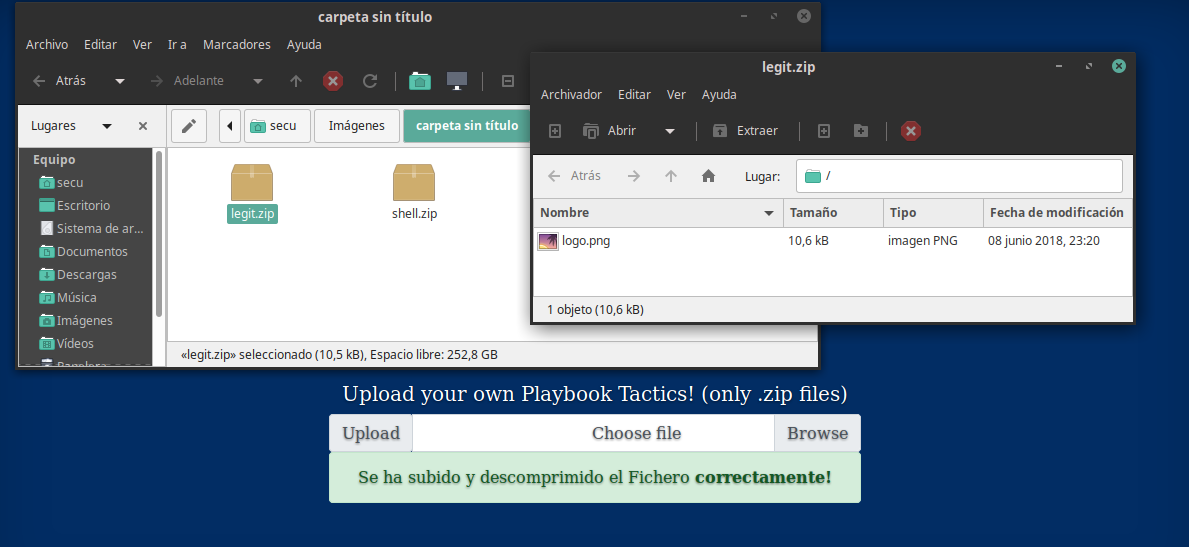 carpeta sin título
Archivo Editar Ver Ir a Marcadores Ayuda
Atrás Adelante
Lugares
secu Imágenes carpeta sin título
Equipo
secu
Escritorio
Sistema de ar...
Documentos
Descargas
Música
Imágenes
Vídeos
legit.zip shell.zip
«legit.zip» seleccionado (10,5 kB), Espacio libre: 252,8 GB
legit.zip
Archivador Editar Ver Ayuda
Abrir Extraer
Atrás Lugar: /
Nombre Tamaño Tipo Fecha de modificación
logo.png 10,6 kB imagen PNG 08 junio 2018, 23:20
1 objeto (10,6 kB)
Upload your own Playbook Tactics! (only .zip files)
Upload Choose file Browse
Se ha subido y descomprimido el Fichero correctamente!